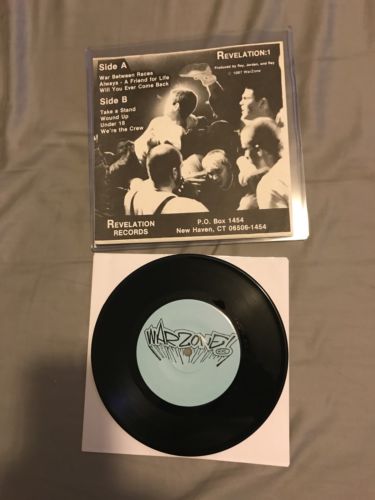 Side A
War Between Races
Always - A Friend for Life
Will You Ever Come Back
Side B
Take a Stand
Wound Up
Under 18
We're the Crew
REVELATION:1
Produced by Ray, Jordan, and Ray
© 1987 WarZone
REVELATION
RECORDS
P.O. Box 1454
New Haven, CT 06506-1454
WARZONE!